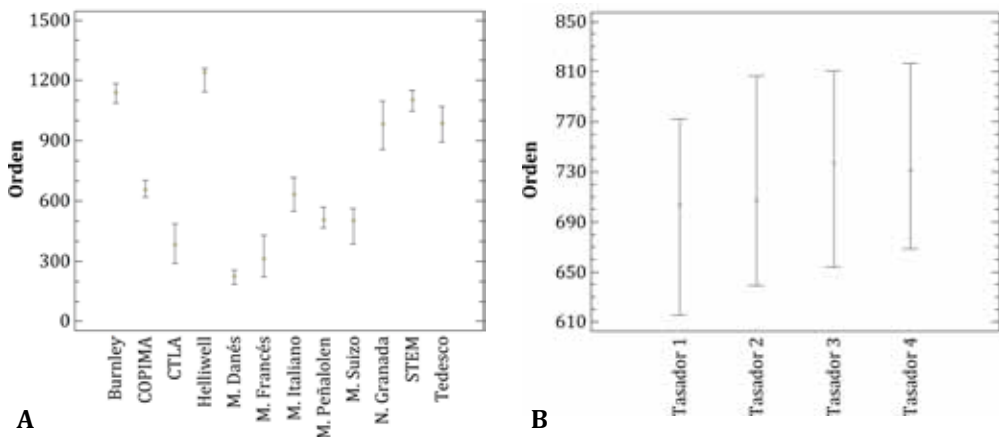 Orden
1500
1200
900
600
300
0
Burnley
COPIMA
CTLA
Helliwell
M. Danés
M. Francés
M. Italiano
M. Peñalolen
M. Suizo
N. Granada
STEM
Tedesco
A
Orden
850
810
770
730
690
650
610
Tasador 1
Tasador 2
Tasador 3
Tasador 4
B